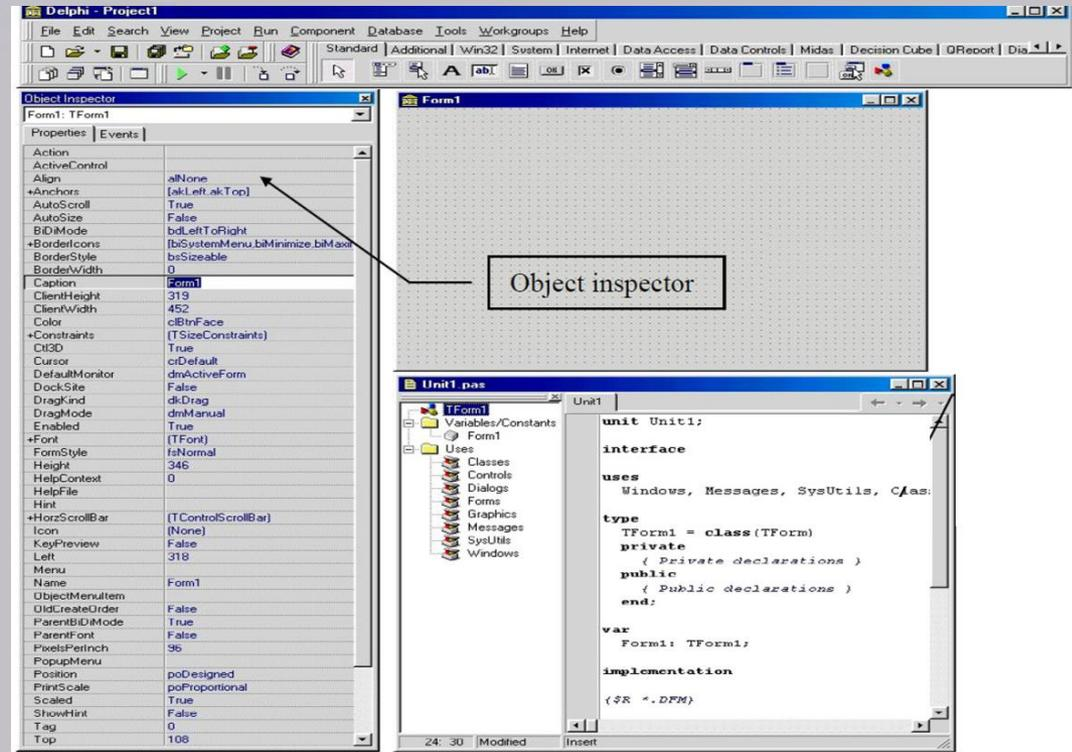 Delphi - Project1
File Edit Search View Project Run Component Database Tools Workgroups Help
Standard Additional Win32 System Internet Data Access Data Controls Midas Decision Cube QReport Dia
Object Inspector
Form1: TForm1
Properties Events
Action
ActiveControl
Align alNone
+Anchors [akLeft,akTop]
AutoScroll True
AutoSize False
BiDiMode bdLeftToRight
+BorderIcons [biSystemMenu,biMinimize,biMaxi
BorderStyle bsSizeable
BorderWidth 0
Caption Form1
ClientHeight 319
ClientWidth 452
Color clBtnFace
+Constraints (TSizeConstraints)
Ctl3D True
Cursor crDefault
DefaultMonitor dmActiveForm
DockSite False
DragKind dkDrag
DragMode dmManual
Enabled True
+Font (TFont)
FormStyle fsNormal
Height 346
HelpContext 0
HelpFile
Hint
+HorzScrollBar (TControlScrollBar)
Icon (None)
KeyPreview False
Left 318
Menu
Name Form1
ObjectMenuItem
OldCreateOrder False
ParentBiDiMode True
ParentFont False
PixelsPerInch 96
PopupMenu
Position poDesigned
PrintScale poProportional
Scaled True
ShowHint False
Tag 0
Top 108
Form1
Object inspector
Unit1.pas
TForm1
Variables/Constants
Form1
Uses
Classes
Controls
Dialogs
Forms
Graphics
Messages
SysUtils
Windows
Unit1
unit Unit1;
interface
uses
Windows, Messages, SysUtils, Clas
type
TForm1 = class(TForm)
private
{ Private declarations }
public
{ Public declarations }
end;
var
Form1: TForm1;
implementation
{$R *.DFM}
24: 30 Modified Insert